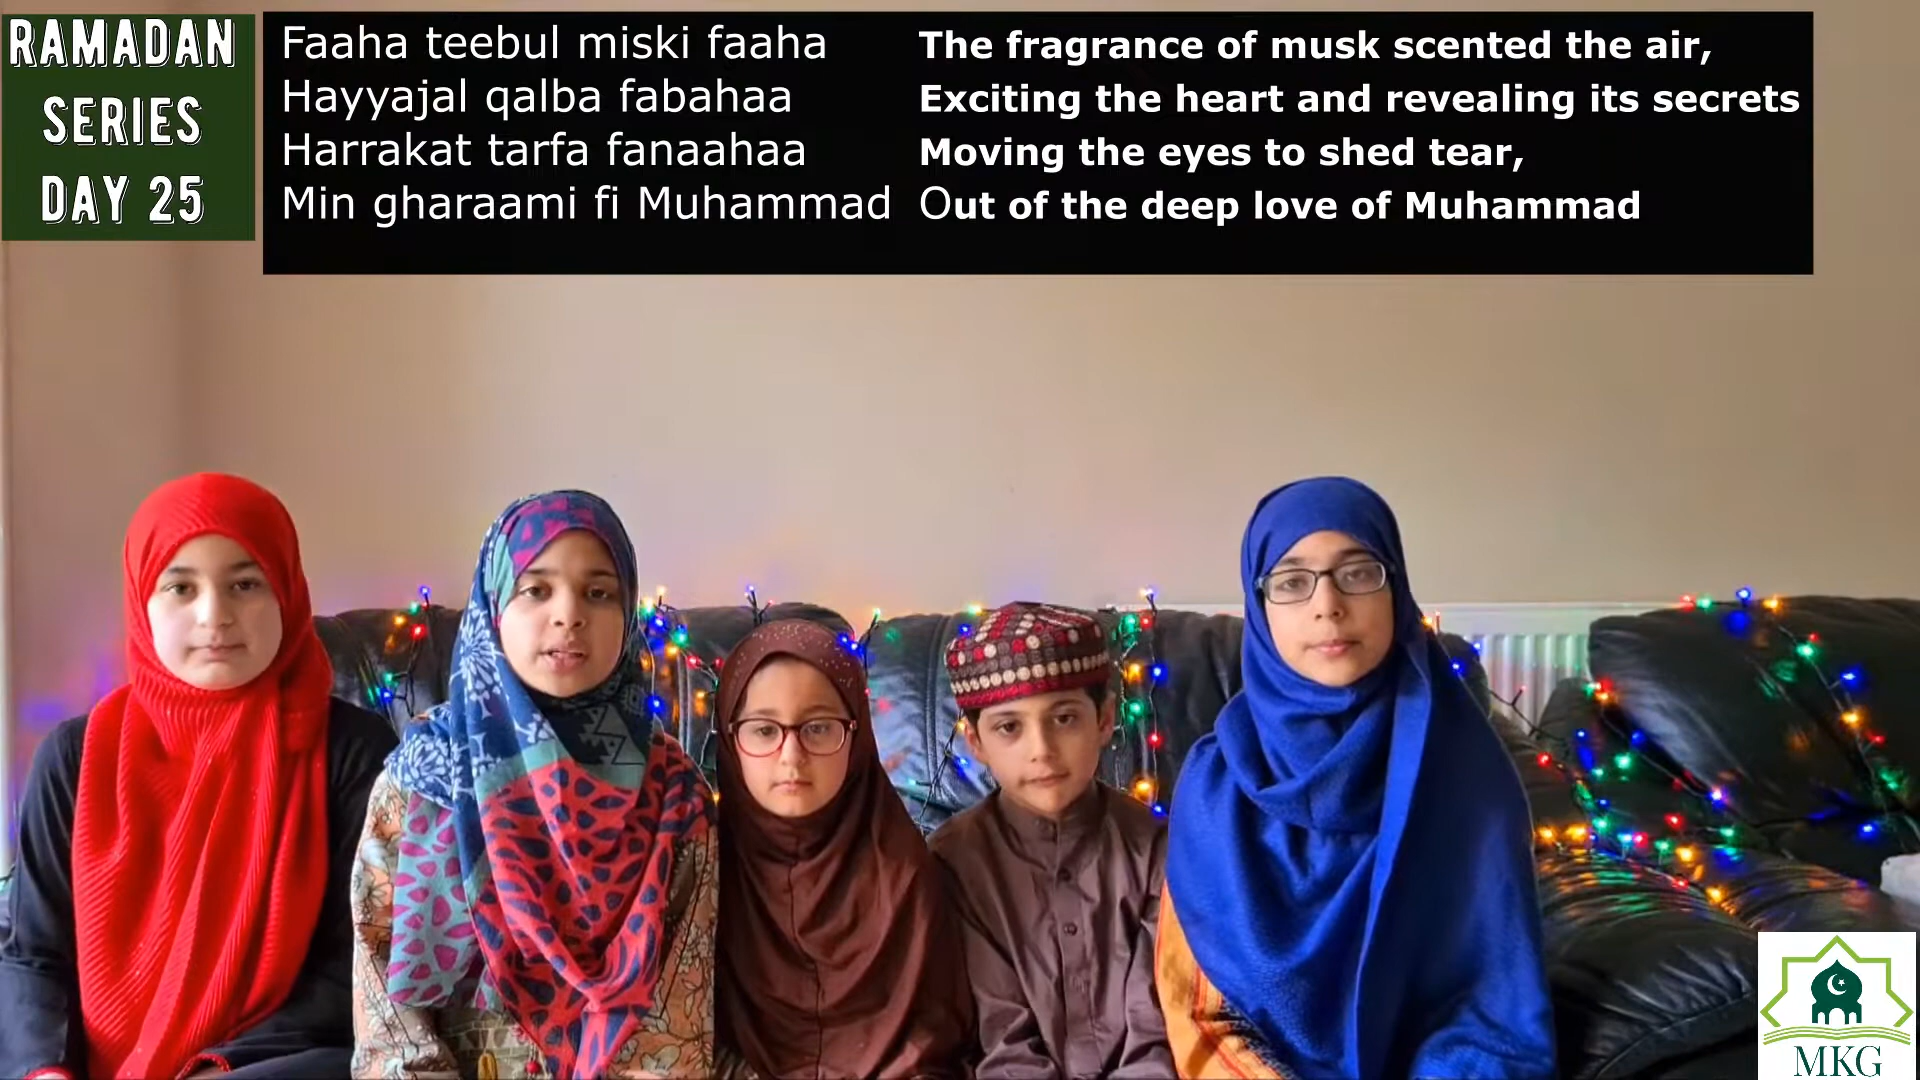 RAMADAN
SERIES
DAY 25
Faaha teebul miski faaha
Hayyajal qalba fabahaa
Harrakat tarfa fanaahaa
Min gharaami fi Muhammad
The fragrance of musk scented the air,
Exciting the heart and revealing its secrets
Moving the eyes to shed tear,
Out of the deep love of Muhammad
MKG